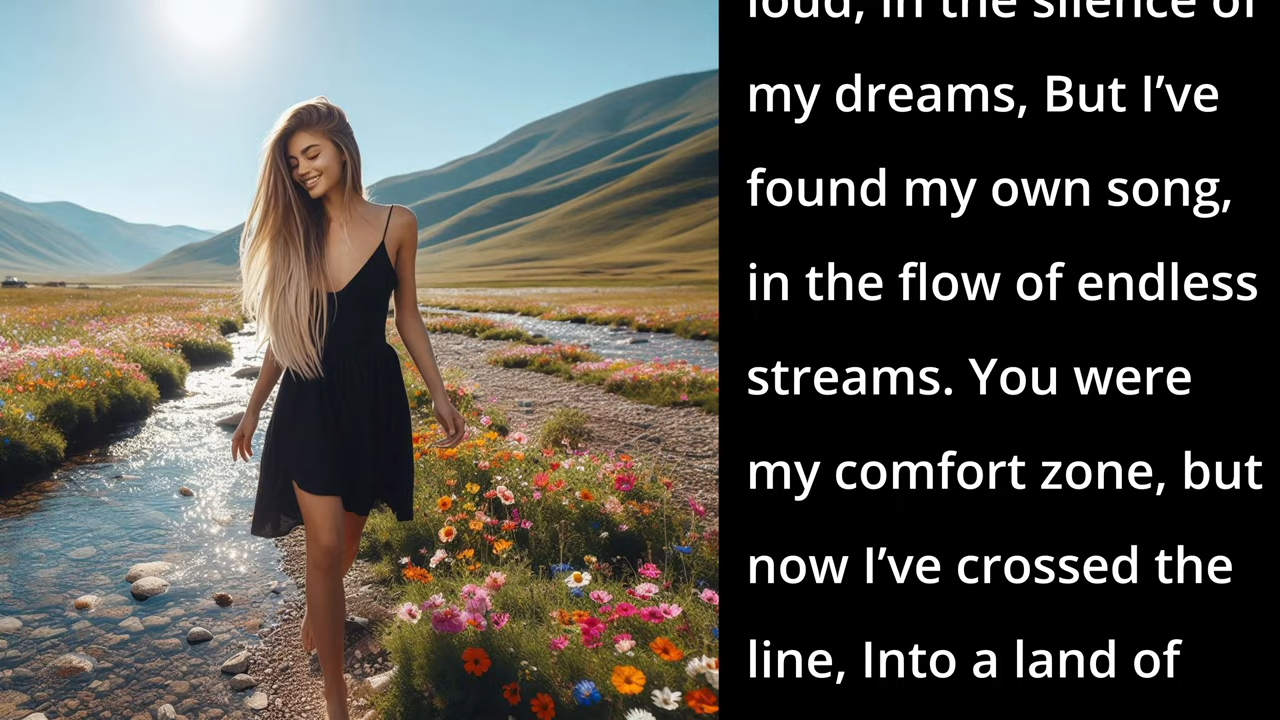 loud, in the silence of
my dreams, But I’ve
found my own song,
in the flow of endless
streams. You were
my comfort zone, but
now I’ve crossed the
line, Into a land of